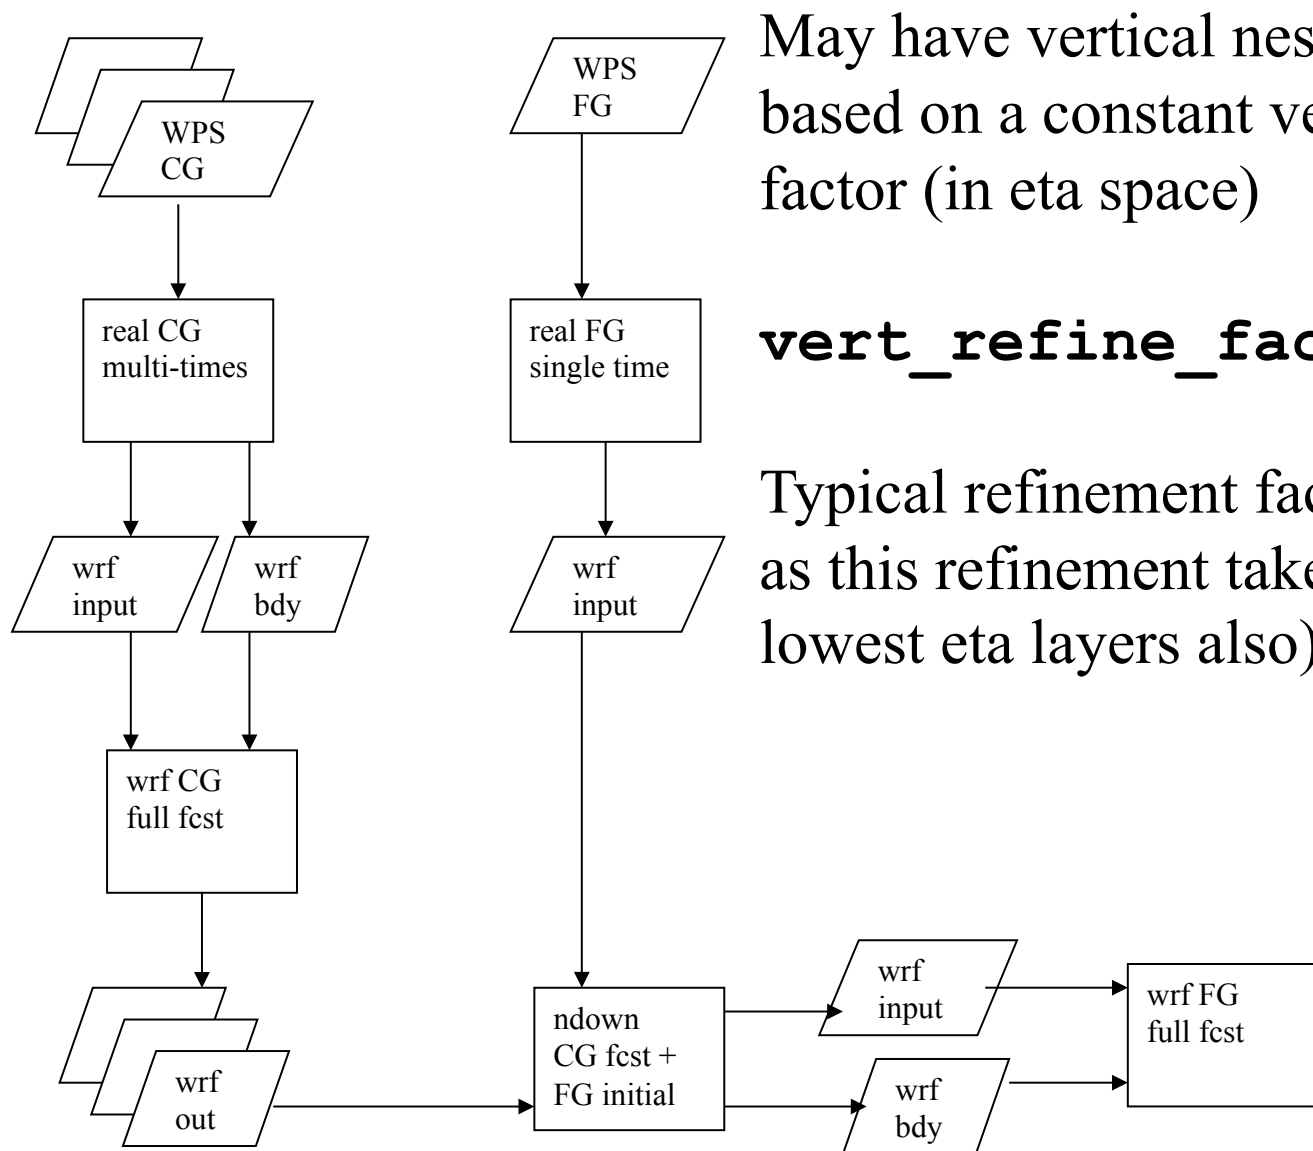 WPS
CG
WPS
FG
May have vertical nes
based on a constant ve
factor (in eta space)
real CG
multi-times
real FG
single time
vert_refine_fac
wrf
input
wrf
bdy
wrf
input
Typical refinement fac
as this refinement take
lowest eta layers also)
wrf CG
full fcst
wrf
out
ndown
CG fcst +
FG initial
wrf
input
wrf
bdy
wrf FG
full fcst